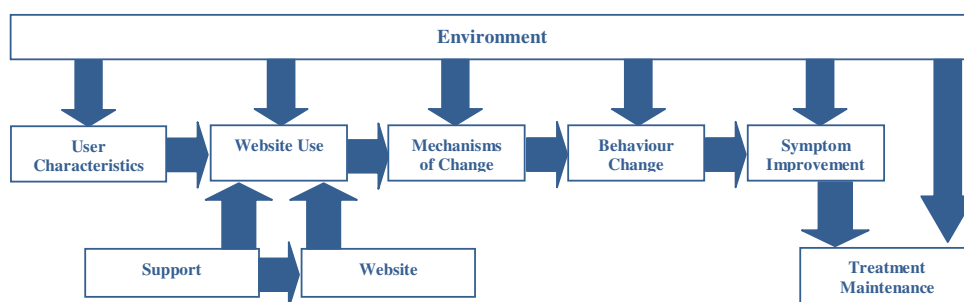 Environment
User
Characteristics
Website Use
Mechanisms
of Change
Behaviour
Change
Symptom
Improvement
Support
Website
Treatment
Maintenance